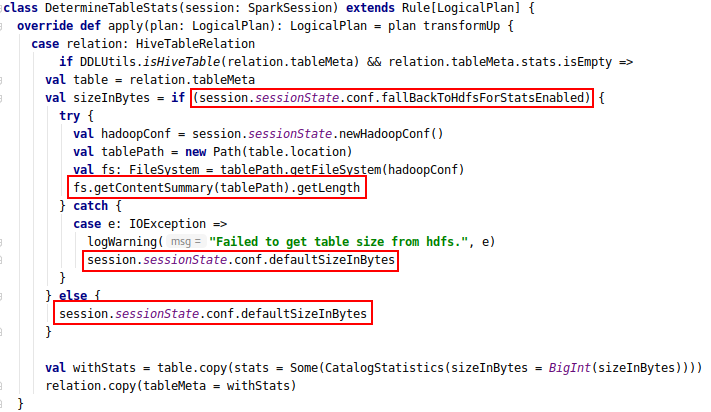 class DetermineTableStats(session: SparkSession) extends Rule[LogicalPlan] {
  override def apply(plan: LogicalPlan): LogicalPlan = plan transformUp {
    case relation: HiveTableRelation
        if DDLUtils.isHiveTable(relation.tableMeta) && relation.tableMeta.stats.isEmpty =>
      val table = relation.tableMeta
      val sizeInBytes = if (session.sessionState.conf.fallBackToHdfsForStatsEnabled) {
        try {
          val hadoopConf = session.sessionState.newHadoopConf()
          val tablePath = new Path(table.location)
          val fs: FileSystem = tablePath.getFileSystem(hadoopConf)
          fs.getContentSummary(tablePath).getLength
        } catch {
          case e: IOException =>
            logWarning( msg = "Failed to get table size from hdfs.", e)
            session.sessionState.conf.defaultSizeInBytes
        }
      } else {
        session.sessionState.conf.defaultSizeInBytes
      }

      val withStats = table.copy(stats = Some(CatalogStatistics(sizeInBytes = BigInt(sizeInBytes))))
      relation.copy(tableMeta = withStats)
  }